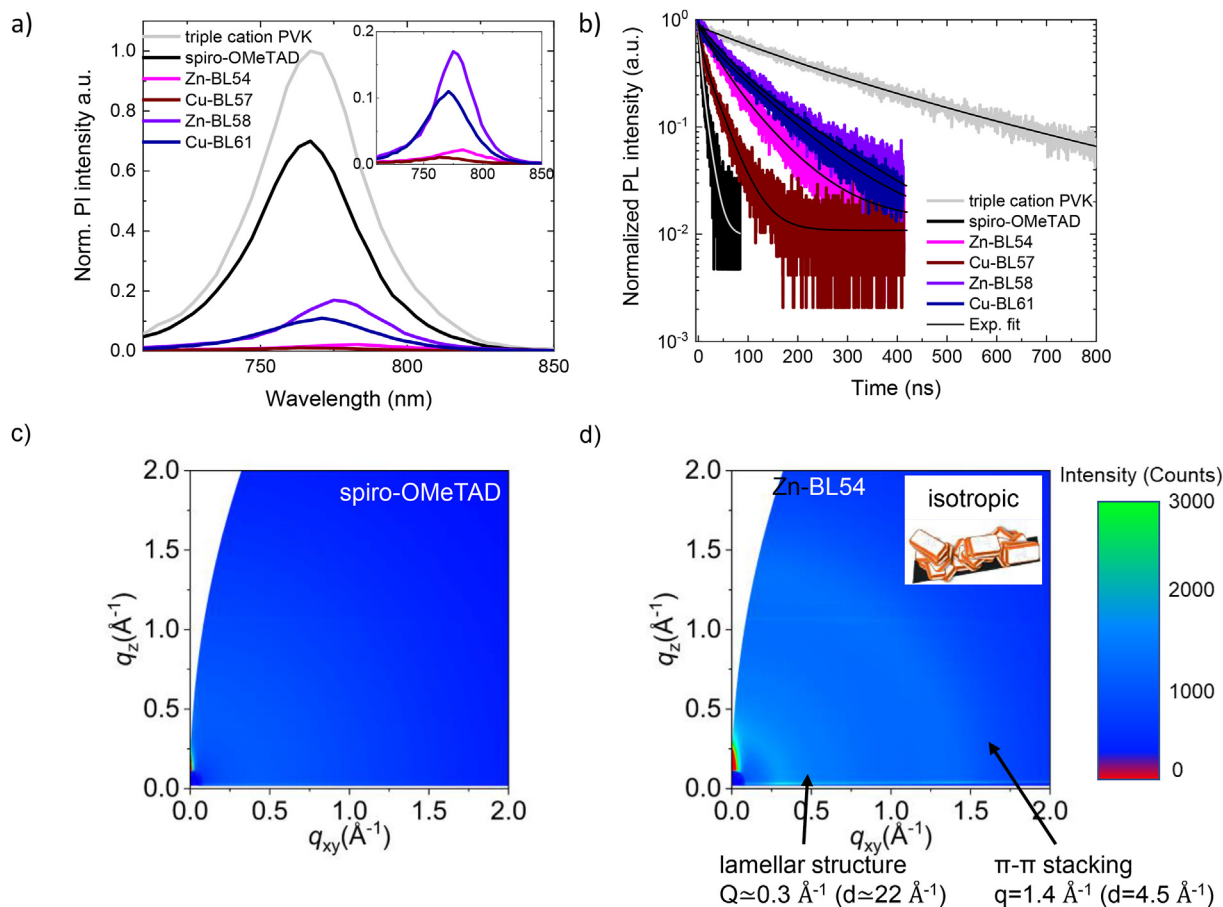 a)
Norm. Pl intensity a.u.
1.0
0.8
0.6
0.4
0.2
0.0
triple cation PVK
spiro-OMeTAD
Zn-BL54
Cu-BL57
Zn-BL58
Cu-BL61
0.2
0.1
0.0
750 775 800 850
750
800
850
Wavelength (nm)
b)
Normalized PL intensity (a.u.)
10⁰
10⁻¹
10⁻²
10⁻³
triple cation PVK
spiro-OMeTAD
Zn-BL54
Cu-BL57
Zn-BL58
Cu-BL61
Exp. fit
0 100 200 300 400 500 600 700 800
Time (ns)
c)
spiro-OMeTAD
q_z(Å⁻¹)
2.0
1.5
1.0
0.5
0.0
0.0 0.5 1.0 1.5 2.0
q_xy(Å⁻¹)
d)
Zn-BL54
isotropic
q_z(Å⁻¹)
2.0
1.5
1.0
0.5
0.0
0.0 0.5 1.0 1.5 2.0
q_xy(Å⁻¹)
Intensity (Counts)
3000
2000
1000
0
lamellar structure
Q≃0.3 Å⁻¹ (d≃22 Å⁻¹)
π-π stacking
q=1.4 Å⁻¹ (d=4.5 Å⁻¹)